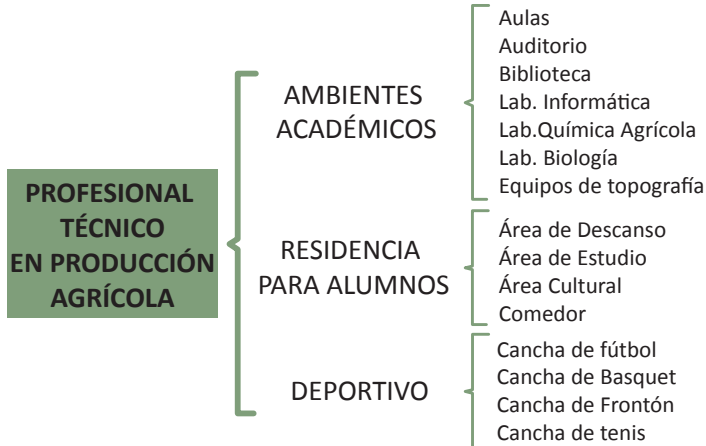 PROFESIONAL
TÉCNICO
EN PRODUCCIÓN
AGRÍCOLA
AMBIENTES
ACADÉMICOS
Aulas
Auditorio
Biblioteca
Lab. Informática
Lab.Química Agrícola
Lab. Biología
Equipos de topografía
RESIDENCIA
PARA ALUMNOS
Área de Descanso
Área de Estudio
Área Cultural
Comedor
DEPORTIVO
Cancha de fútbol
Cancha de Basquet
Cancha de Frontón
Cancha de tenis